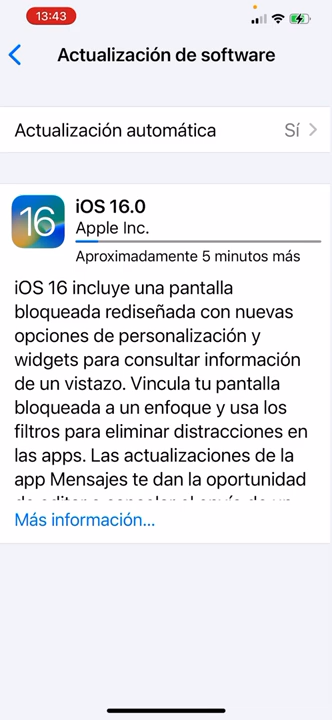 13:43
Actualización de software
Actualización automática Sí
16
iOS 16.0
Apple Inc.
Aproximadamente 5 minutos más
iOS 16 incluye una pantalla
bloqueada rediseñada con nuevas
opciones de personalización y
widgets para consultar información
de un vistazo. Vincula tu pantalla
bloqueada a un enfoque y usa los
filtros para eliminar distracciones en
las apps. Las actualizaciones de la
app Mensajes te dan la oportunidad
Más información...